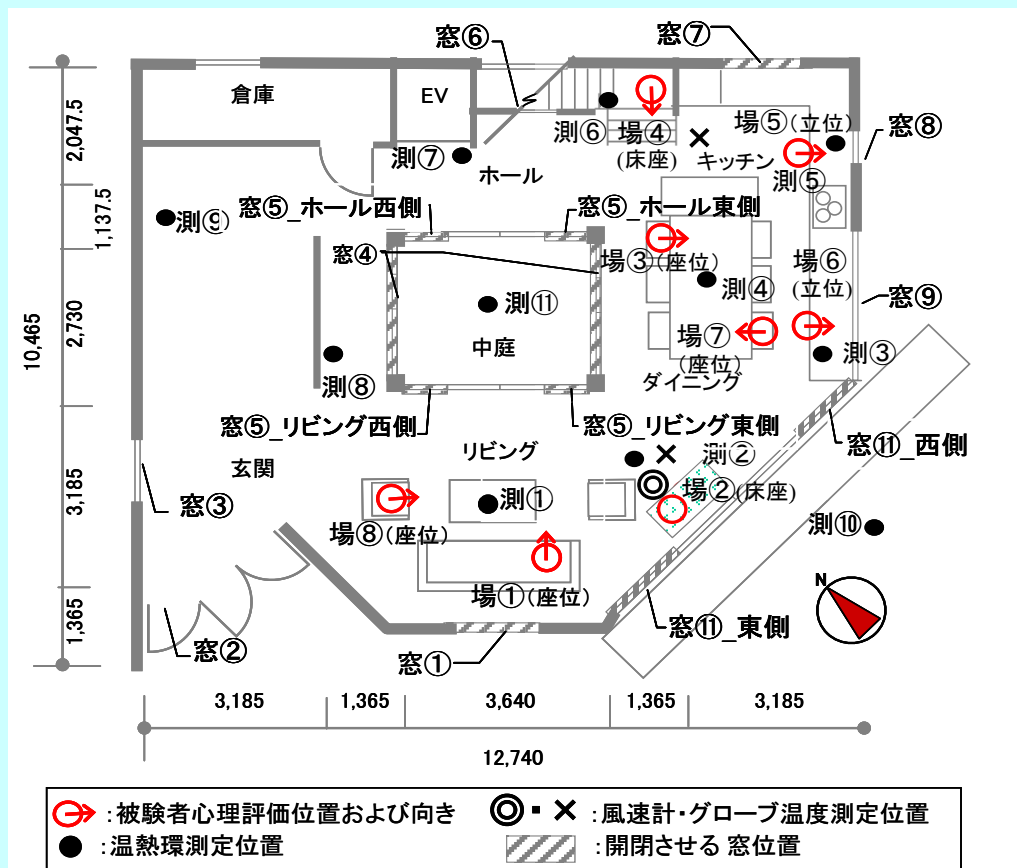 窓⑥
窓⑦
倉庫
EV
測⑥
場④
(床座)
場⑤(立位)
キッチン
測⑤
窓⑧
測⑦
ホール
測⑨
窓⑤_ホール西側
窓⑤_ホール東側
窓④
場③(座位)
測④
場⑥
(立位)
窓⑨
測⑪
中庭
場⑦
(座位)
測③
測⑧
ダイニング
窓⑤_リビング西側
窓⑤_リビング東側
窓⑪_西側
玄関
リビング
測②
場②(床座)
窓③
測①
測⑩
場⑧(座位)
場①(座位)
N
窓②
窓①
窓⑪_東側
2,047.5
1,137.5
2,730
10,465
3,185
1,365
3,185
1,365
3,640
1,365
3,185
12,740
:被験者心理評価位置および向き
・ :風速計・グローブ温度測定位置
:温熱環測定位置
:開閉させる 窓位置